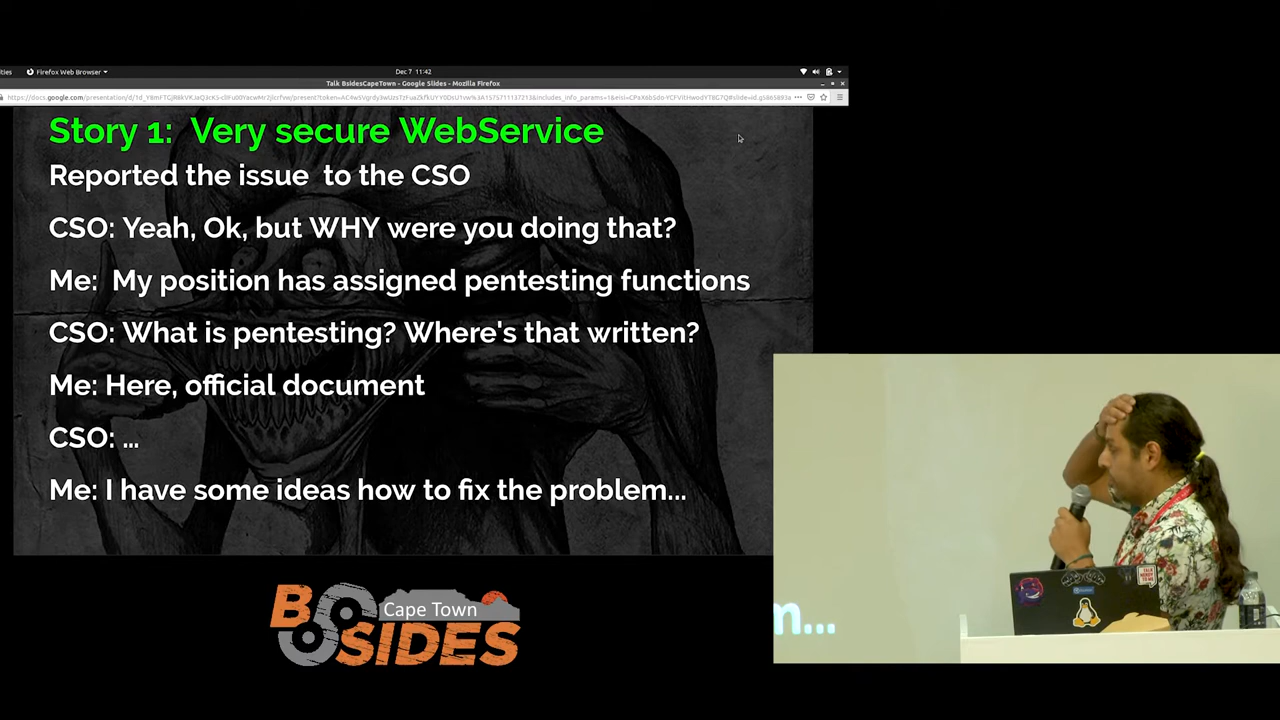 ities
Firefox Web Browser
Dec 7 11:42
Talk BsidesCapeTown - Google Slides - Mozilla Firefox
Story 1: Very secure WebService
Reported the issue to the CSO
CSO: Yeah, Ok, but WHY were you doing that?
Me: My position has assigned pentesting functions
CSO: What is pentesting? Where's that written?
Me: Here, official document
CSO: ...
Me: I have some ideas how to fix the problem...
m...
BSIDES
Cape Town